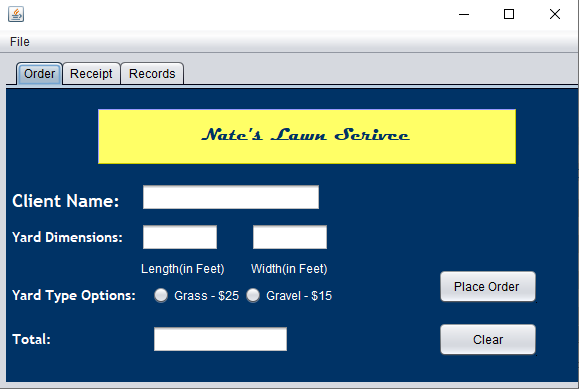 File
Order Receipt Records
Nate's Lawn Scrivce
Client Name:
Yard Dimensions:
Length(in Feet) Width(in Feet)
Yard Type Options: Grass - $25 Gravel - $15
Place Order
Total:
Clear